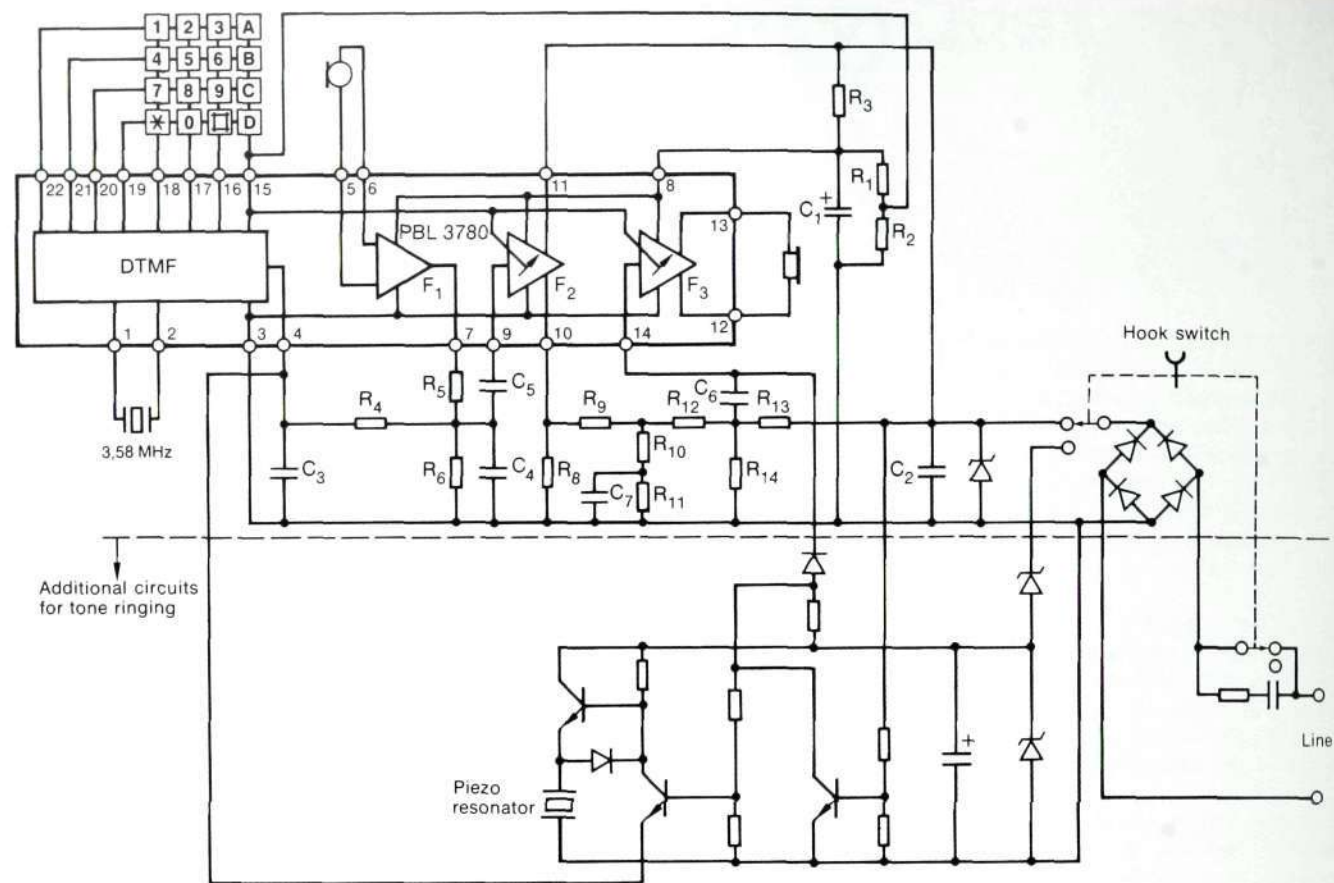 1 2 3 A
4 5 6 B
7 8 9 C
* 0 D
R3
22 21 20 19 18 17 16 15 5 6 11 8
R1
C1 +
R2
13
PBL 3780
DTMF
F1
F2
F3
12
1 2 3 4 7 9 10 14
Hook switch
R5
C5
C6
R4
R9
R12
R13
3,58 MHz
C3
R6
C4
R8
R10
C7
R11
R14
C2
Additional circuits
for tone ringing
+
Line
Piezo
resonator